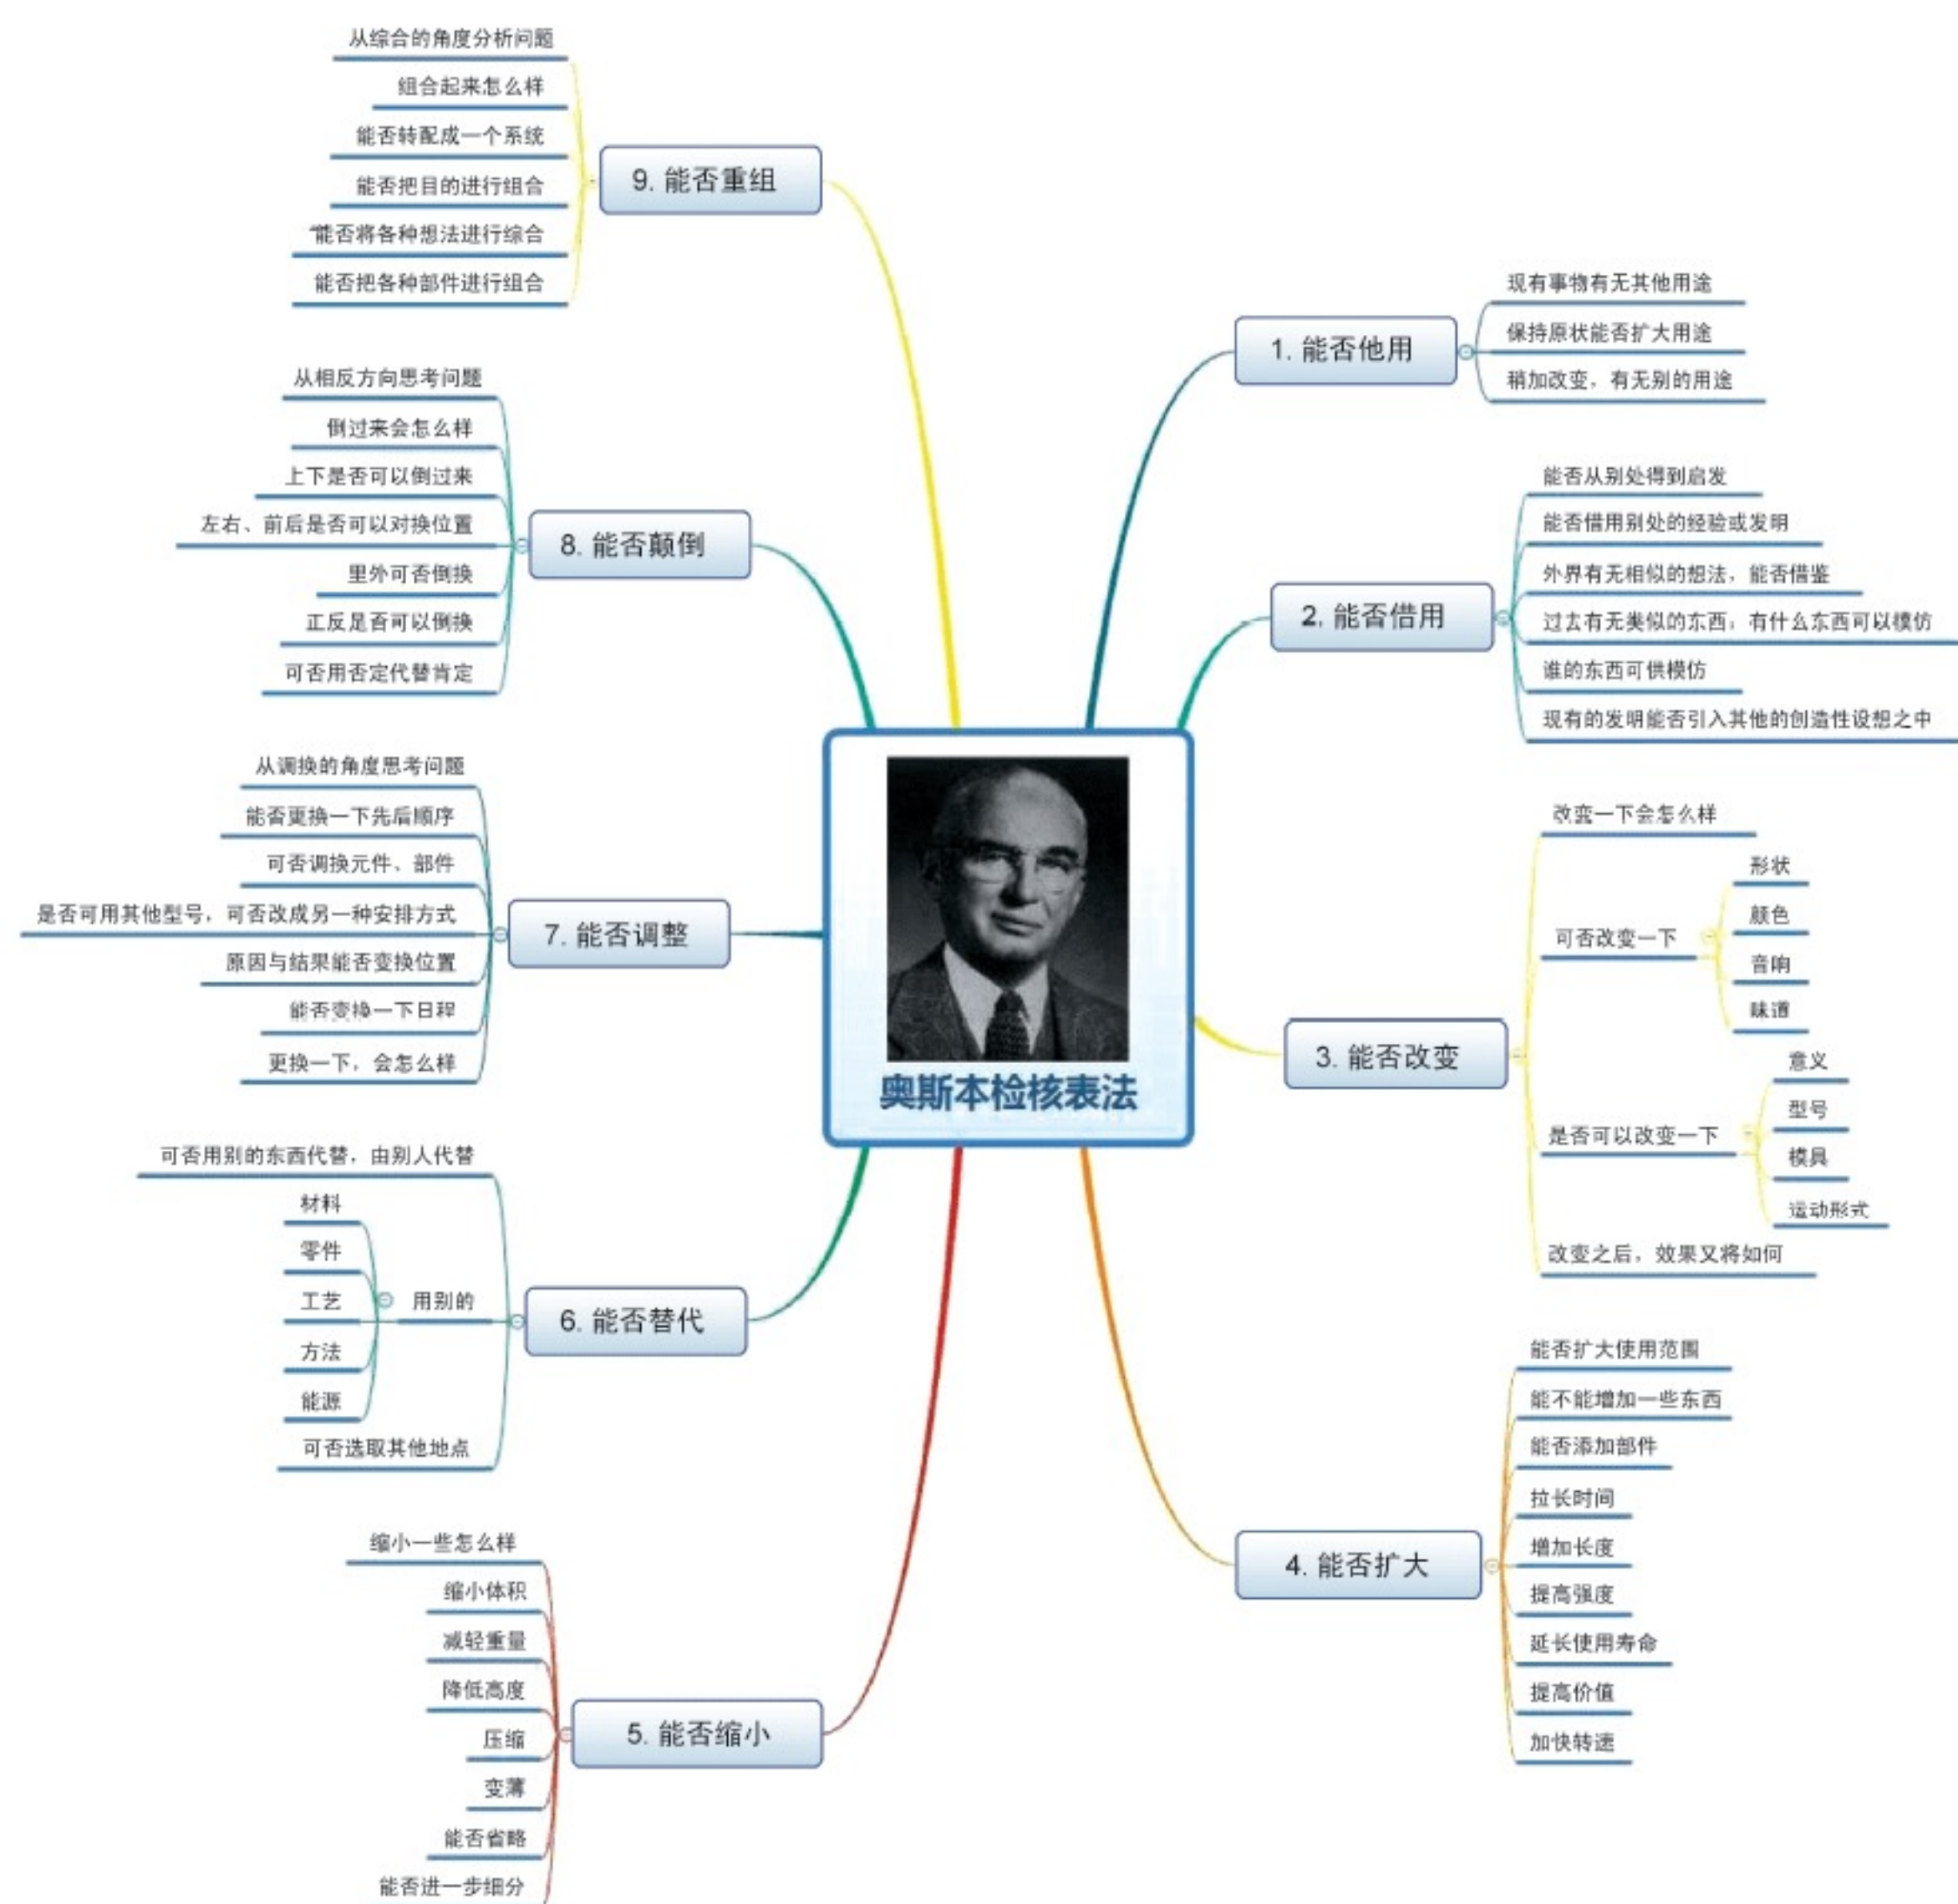 奥斯本检核表法
1. 能否他用
现有事物有无其他用途
保持原状能否扩大用途
稍加改变，有无别的用途
2. 能否借用
能否从别处得到启发
能否借用别处的经验或发明
外界有无相似的想法，能否借鉴
过去有无类似的东西，有什么东西可以模仿
谁的东西可供模仿
现有的发明能否引入其他的创造性设想之中
3. 能否改变
改变一下会怎么样
可否改变一下
形状
颜色
音响
味道
是否可以改变一下
意义
型号
模具
运动形式
改变之后，效果又将如何
4. 能否扩大
能否扩大使用范围
能不能增加一些东西
能否添加部件
拉长时间
增加长度
提高强度
延长使用寿命
提高价值
加快转速
5. 能否缩小
缩小一些怎么样
缩小体积
减轻重量
降低高度
压缩
变薄
能否省略
能否进一步细分
6. 能否替代
可否用别的东西代替，由别人代替
用别的
材料
零件
工艺
方法
能源
可否选取其他地点
7. 能否调整
从调换的角度思考问题
能否更换一下先后顺序
可否调换元件、部件
是否可用其他型号，可否改成另一种安排方式
原因与结果能否变换位置
能否变换一下日程
更换一下，会怎么样
8. 能否颠倒
从相反方向思考问题
倒过来会怎么样
上下是否可以倒过来
左右、前后是否可以对换位置
里外可否倒换
正反是否可以倒换
可否用否定代替肯定
9. 能否重组
从综合的角度分析问题
组合起来怎么样
能否转配成一个系统
能否把目的进行组合
“能否将各种想法进行综合
能否把各种部件进行组合